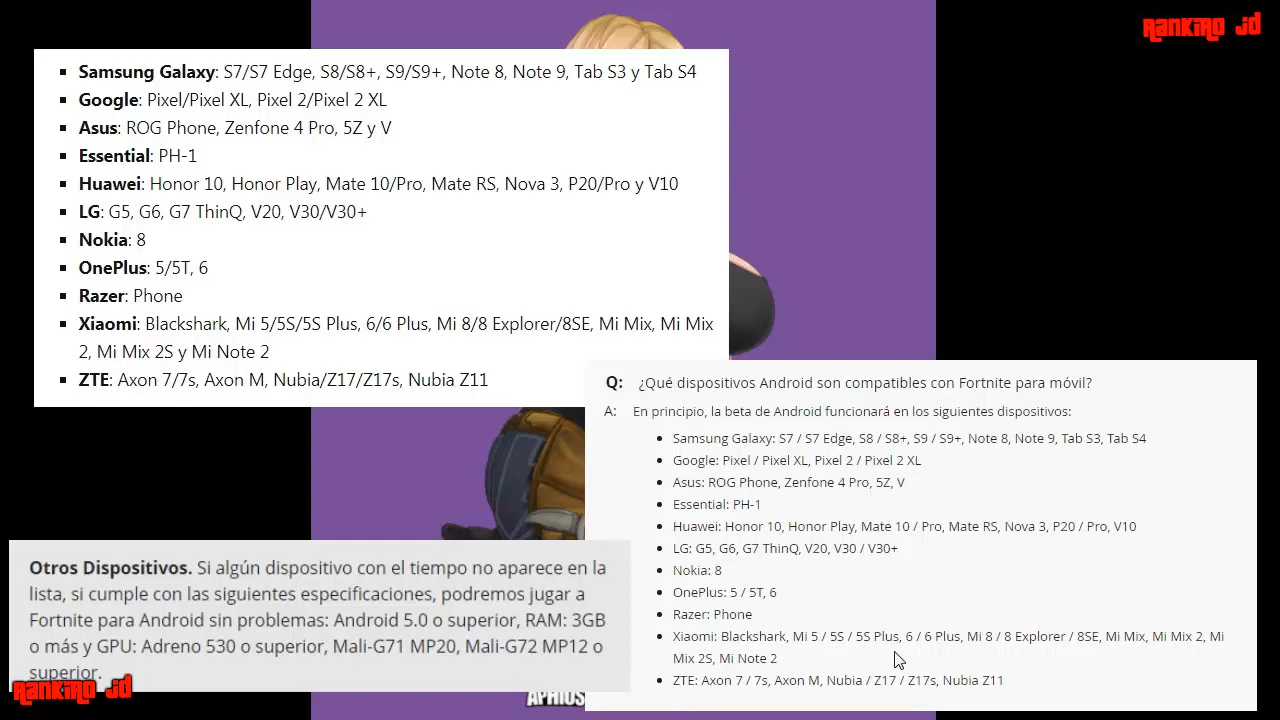 RANKIRO JD
▪ Samsung Galaxy: S7/S7 Edge, S8/S8+, S9/S9+, Note 8, Note 9, Tab S3 y Tab S4
▪ Google: Pixel/Pixel XL, Pixel 2/Pixel 2 XL
▪ Asus: ROG Phone, Zenfone 4 Pro, 5Z y V
▪ Essential: PH-1
▪ Huawei: Honor 10, Honor Play, Mate 10/Pro, Mate RS, Nova 3, P20/Pro y V10
▪ LG: G5, G6, G7 ThinQ, V20, V30/V30+
▪ Nokia: 8
▪ OnePlus: 5/5T, 6
▪ Razer: Phone
▪ Xiaomi: Blackshark, Mi 5/5S/5S Plus, 6/6 Plus, Mi 8/8 Explorer/8SE, Mi Mix, Mi Mix
2, Mi Mix 2S y Mi Note 2
▪ ZTE: Axon 7/7s, Axon M, Nubia/Z17/Z17s, Nubia Z11
Q: ¿Qué dispositivos Android son compatibles con Fortnite para móvil?
A: En principio, la beta de Android funcionará en los siguientes dispositivos:
• Samsung Galaxy: S7 / S7 Edge, S8 / S8+, S9 / S9+, Note 8, Note 9, Tab S3, Tab S4
• Google: Pixel / Pixel XL, Pixel 2 / Pixel 2 XL
• Asus: ROG Phone, Zenfone 4 Pro, 5Z, V
• Essential: PH-1
• Huawei: Honor 10, Honor Play, Mate 10 / Pro, Mate RS, Nova 3, P20 / Pro, V10
• LG: G5, G6, G7 ThinQ, V20, V30 / V30+
• Nokia: 8
• OnePlus: 5 / 5T, 6
• Razer: Phone
• Xiaomi: Blackshark, Mi 5 / 5S / 5S Plus, 6 / 6 Plus, Mi 8 / 8 Explorer / 8SE, Mi Mix, Mi Mix 2, Mi
Mix 2S, Mi Note 2
• ZTE: Axon 7 / 7s, Axon M, Nubia / Z17 / Z17s, Nubia Z11
Otros Dispositivos. Si algún dispositivo con el tiempo no aparece en la
lista, si cumple con las siguientes especificaciones, podremos jugar a
Fortnite para Android sin problemas: Android 5.0 o superior, RAM: 3GB
o más y GPU: Adreno 530 o superior, Mali-G71 MP20, Mali-G72 MP12 o
superior.
RANKIRO JD